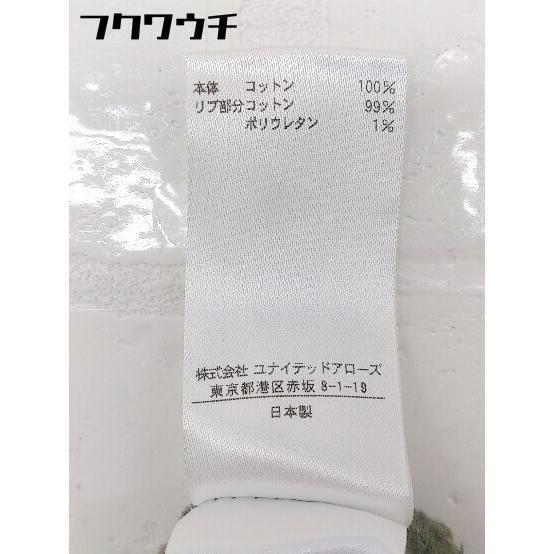 フクワウチ
本体 コットン 100%
リブ部分コットン 99%
ポリウレタン 1%
株式会社 ユナイテッドアローズ
東京都港区赤坂 8-1-19
日本製